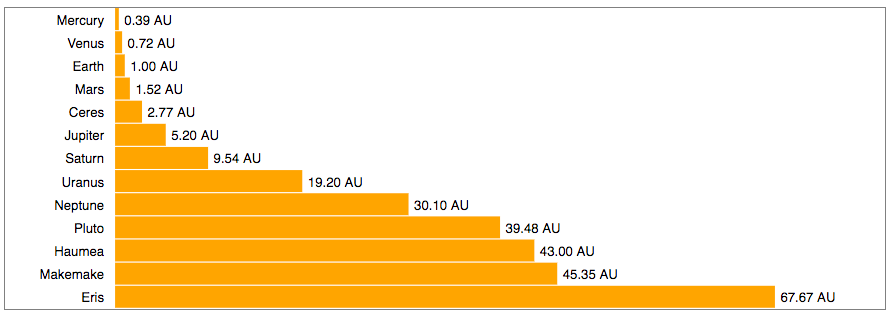 Mercury 0.39 AU
Venus 0.72 AU
Earth 1.00 AU
Mars 1.52 AU
Ceres 2.77 AU
Jupiter 5.20 AU
Saturn 9.54 AU
Uranus 19.20 AU
Neptune 30.10 AU
Pluto 39.48 AU
Haumea 43.00 AU
Makemake 45.35 AU
Eris 67.67 AU